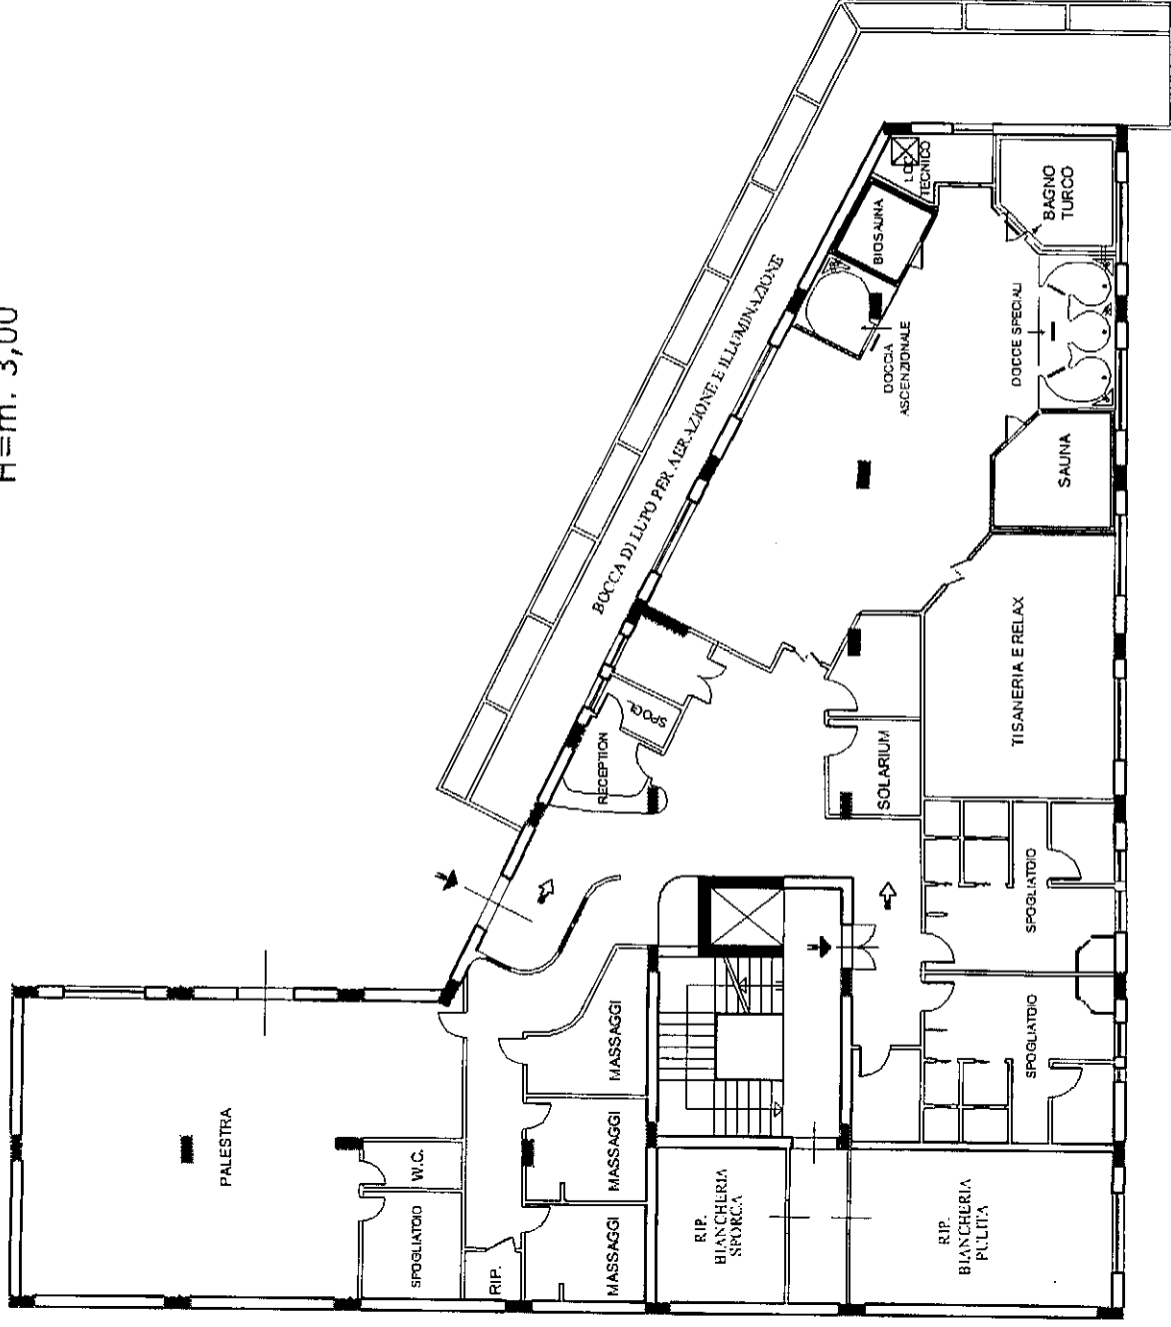 H=m. 3,00
LOC
TECNICO
BAGNO
TURCO
BIOSAUNA
BOCCA DI LUPO PER AERAZIONE E ILLUMINAZIONE
DOCCIA
ASCENZIONALE
DOCCE SPECIALI
SAUNA
TISANERIA E RELAX
SPOGL
RECEPTION
SOLARIUM
SPOGLIATOIO
SPOGLIATOIO
MASSAGGI
MASSAGGI
MASSAGGI
PALESTRA
W.C.
SPOGLIATOIO
RIP.
RIP.
BIANCHERIA
SPORCA
RIP.
BIANCHERIA
PULITA